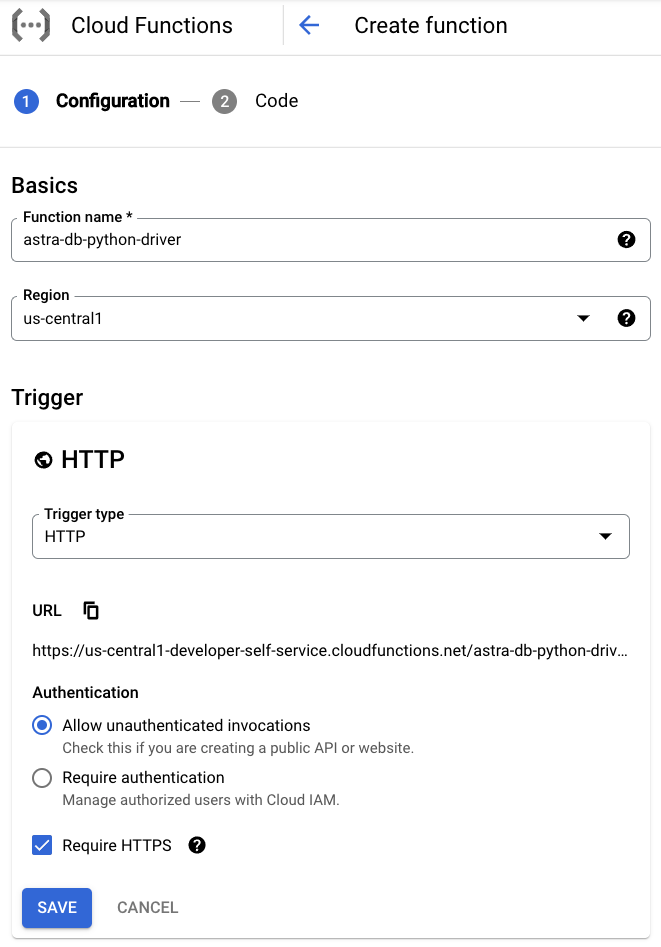 Cloud Functions
Create function
1 Configuration — 2 Code
Basics
Function name *
astra-db-python-driver
Region
us-central1
Trigger
HTTP
Trigger type
HTTP
URL
https://us-central1-developer-self-service.cloudfunctions.net/astra-db-python-driv...
Authentication
Allow unauthenticated invocations
Check this if you are creating a public API or website.
Require authentication
Manage authorized users with Cloud IAM.
Require HTTPS
SAVE CANCEL